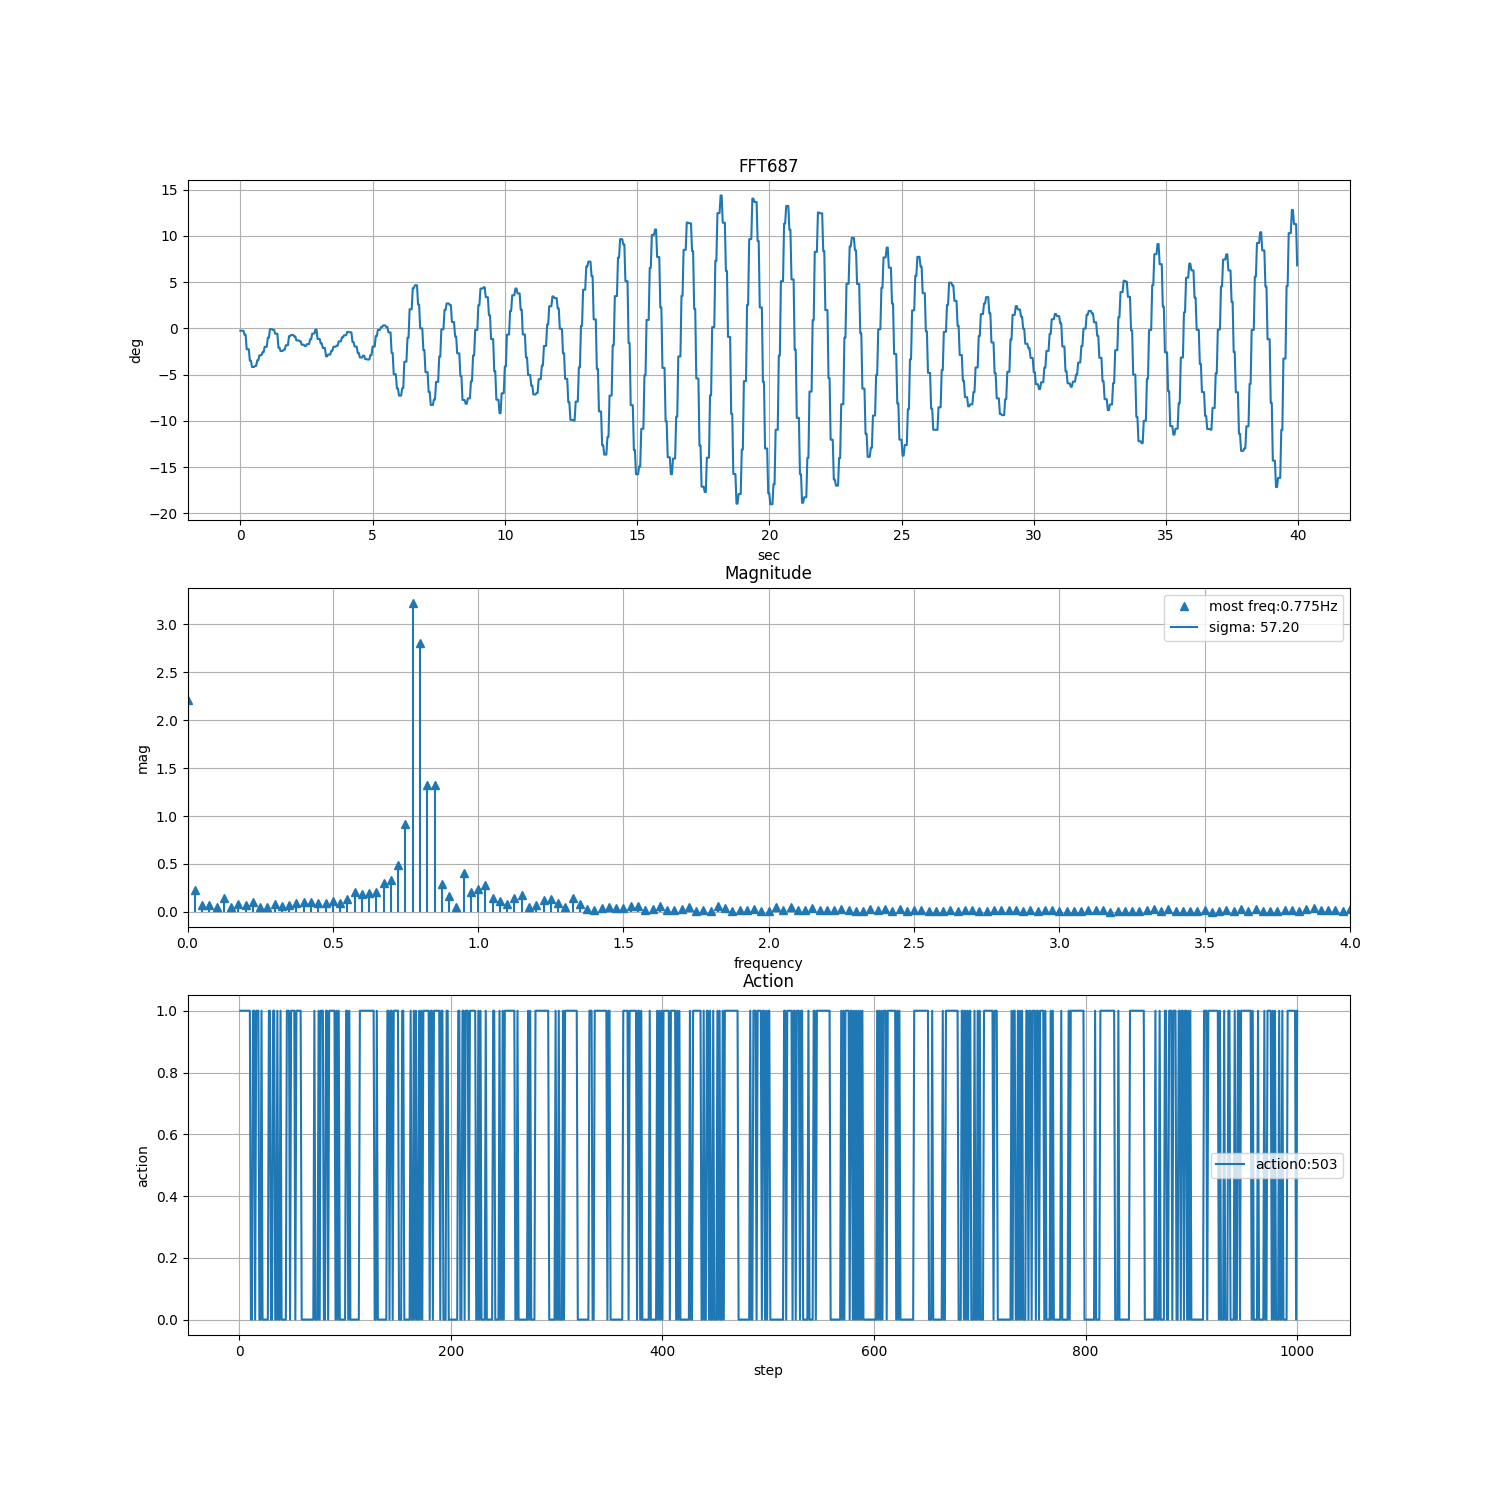 FFT687
15
10
5
0
−5
−10
−15
−20
deg
0 5 10 15 20 25 30 35 40
sec
Magnitude
most freq:0.775Hz
sigma: 57.20
3.0
2.5
2.0
1.5
1.0
0.5
0.0
mag
0.0 0.5 1.0 1.5 2.0 2.5 3.0 3.5 4.0
frequency
Action
1.0
0.8
0.6
0.4
0.2
0.0
action
action0:503
0 200 400 600 800 1000
step